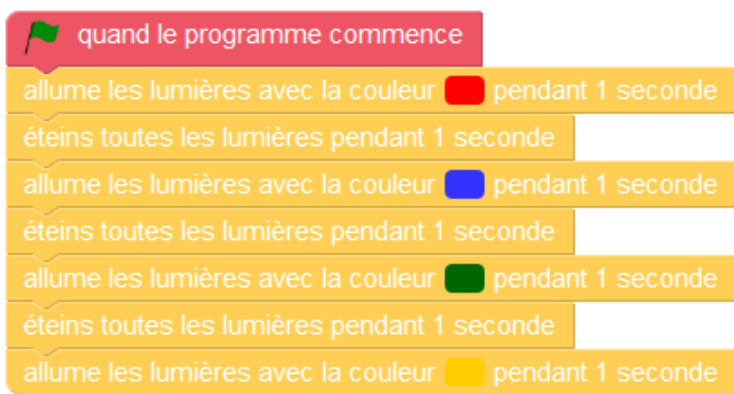 quand le programme commence
allume les lumières avec la couleur pendant 1 seconde
éteins toutes les lumières pendant 1 seconde
allume les lumières avec la couleur pendant 1 seconde
éteins toutes les lumières pendant 1 seconde
allume les lumières avec la couleur pendant 1 seconde
éteins toutes les lumières pendant 1 seconde
allume les lumières avec la couleur pendant 1 seconde